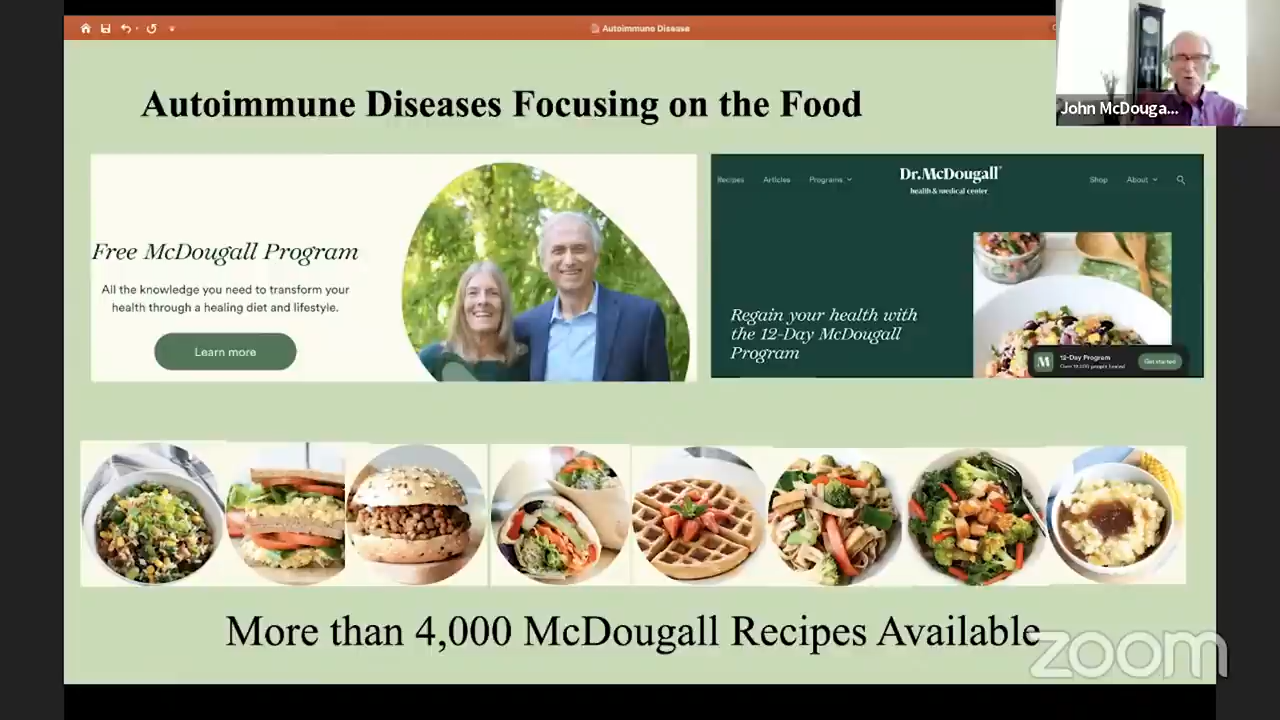 Autoimmune Disease
John McDouga...
Autoimmune Diseases Focusing on the Food
Free McDougall Program
All the knowledge you need to transform your
health through a healing diet and lifestyle.
Learn more
Recipes Articles Programs
Dr.McDougall
health & medical center
Shop About
Regain your health with
the 12-Day McDougall
Program
M
12-Day Program
Get started
More than 4,000 McDougall Recipes Available
zoom